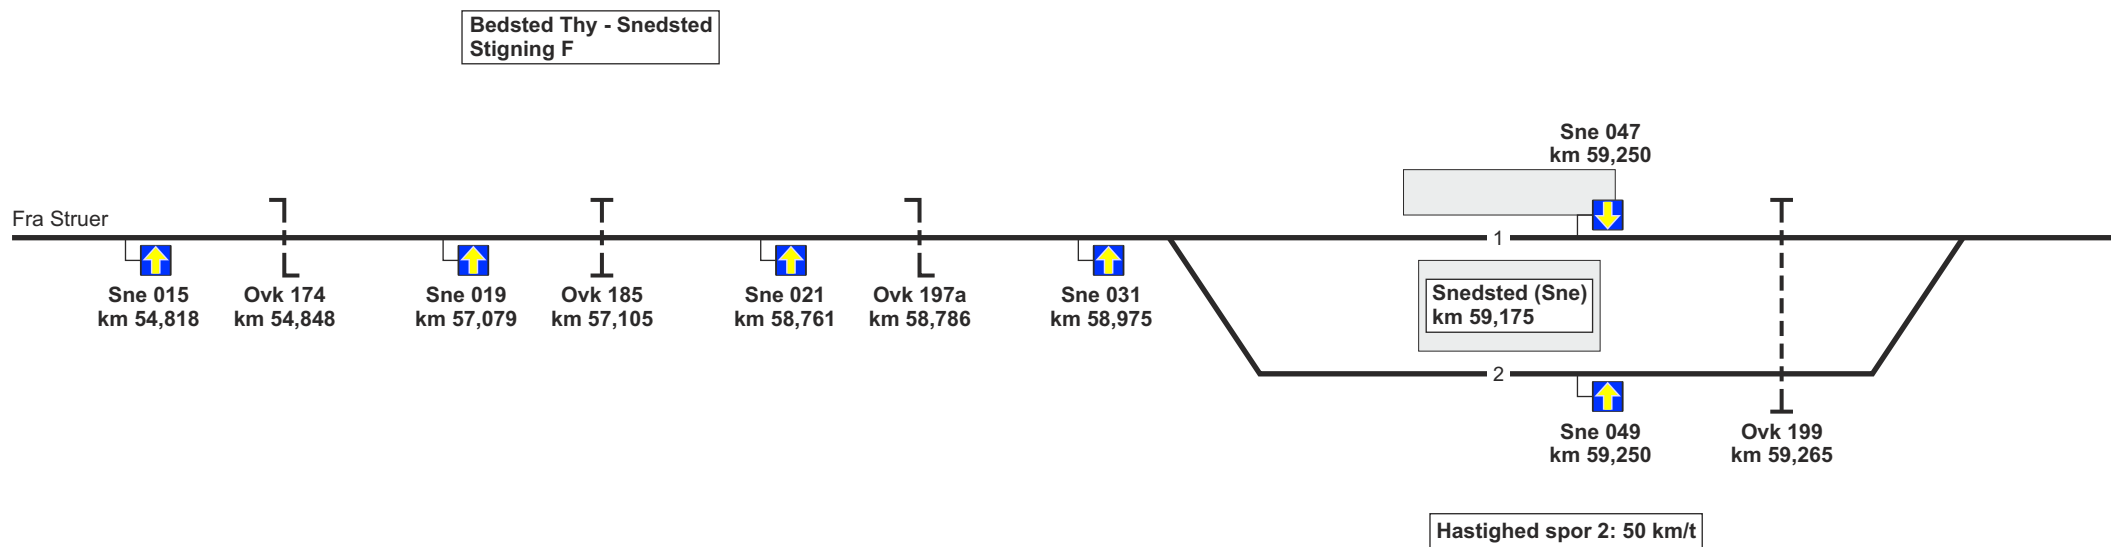 Bedsted Thy - Snedsted
Stigning F
Sne 047
km 59,250
Fra Struer
1
Sne 015
km 54,818
Ovk 174
km 54,848
Sne 019
km 57,079
Ovk 185
km 57,105
Sne 021
km 58,761
Ovk 197a
km 58,786
Sne 031
km 58,975
Snedsted (Sne)
km 59,175
2
Sne 049
km 59,250
Ovk 199
km 59,265
Hastighed spor 2: 50 km/t